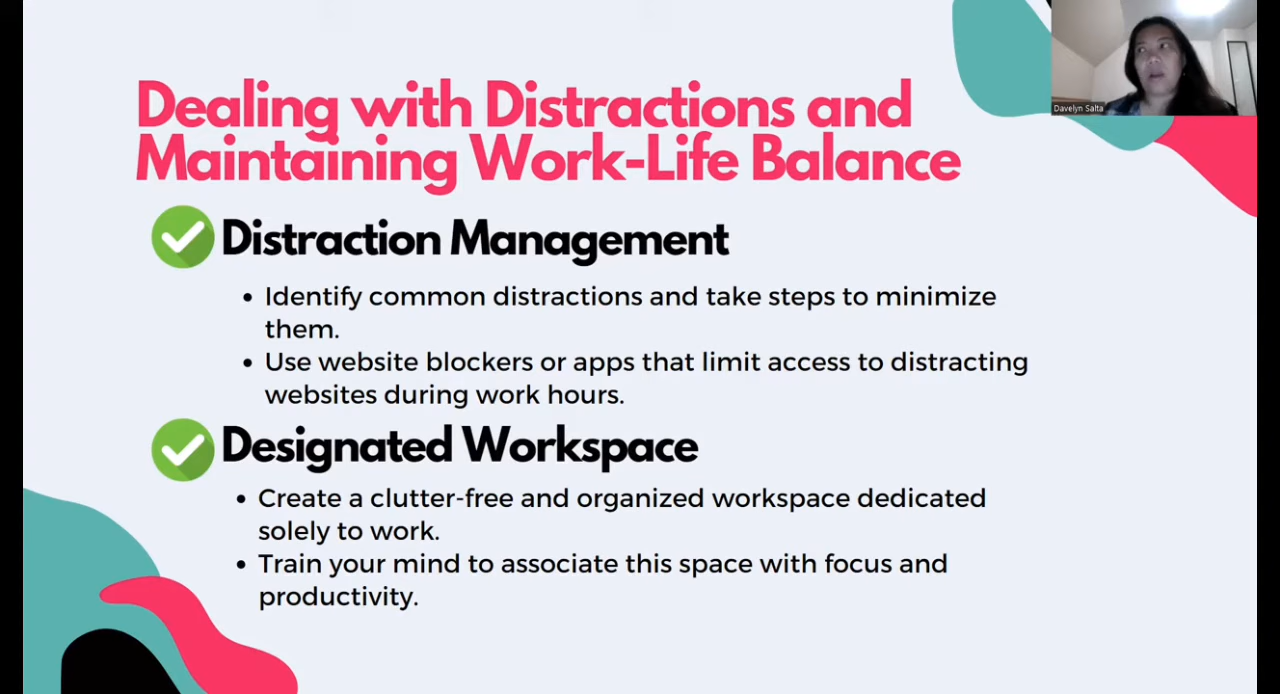 Davelyn Salta
Dealing with Distractions and
Maintaining Work-Life Balance
Distraction Management
• Identify common distractions and take steps to minimize
them.
• Use website blockers or apps that limit access to distracting
websites during work hours.
Designated Workspace
• Create a clutter-free and organized workspace dedicated
solely to work.
• Train your mind to associate this space with focus and
productivity.